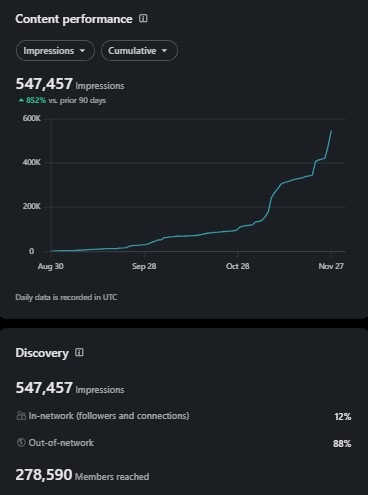 Content performance
Impressions Cumulative
547,457 Impressions
852% vs. prior 90 days
600K
400K
200K
0
Aug 30 Sep 28 Oct 28 Nov 27
Daily data is recorded in UTC
Discovery
547,457 Impressions
In-network (followers and connections) 12%
Out-of-network 88%
278,590 Members reached